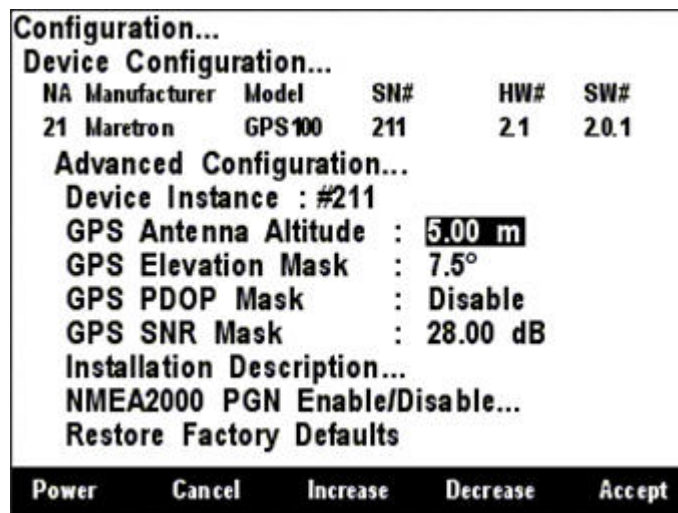 Configuration...
Device Configuration...
NA Manufacturer Model SN# HW# SW#
21 Maretron GPS100 211 2.1 2.0.1
Advanced Configuration...
Device Instance : #211
GPS Antenna Altitude : 5.00 m
GPS Elevation Mask : 7.5°
GPS PDOP Mask : Disable
GPS SNR Mask : 28.00 dB
Installation Description...
NMEA2000 PGN Enable/Disable...
Restore Factory Defaults
Power Cancel Increase Decrease Accept